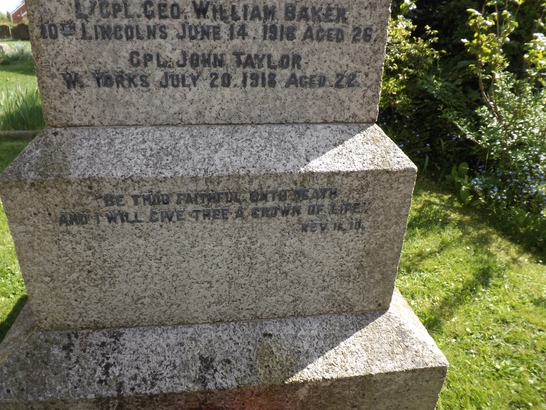 L/CPL. GEO. WILLIAM BAKER
10TH LINCOLNS JUNE 14. 1916 AGED 26.
CPL. JOHN TAYLOR
W. YORKS JULY 20. 1918 AGED 22.
"BE THOU FAITHFUL UNTO DEATH
AND I WILL GIVE THEE A CROWN OF LIFE."
REV. II. 10.